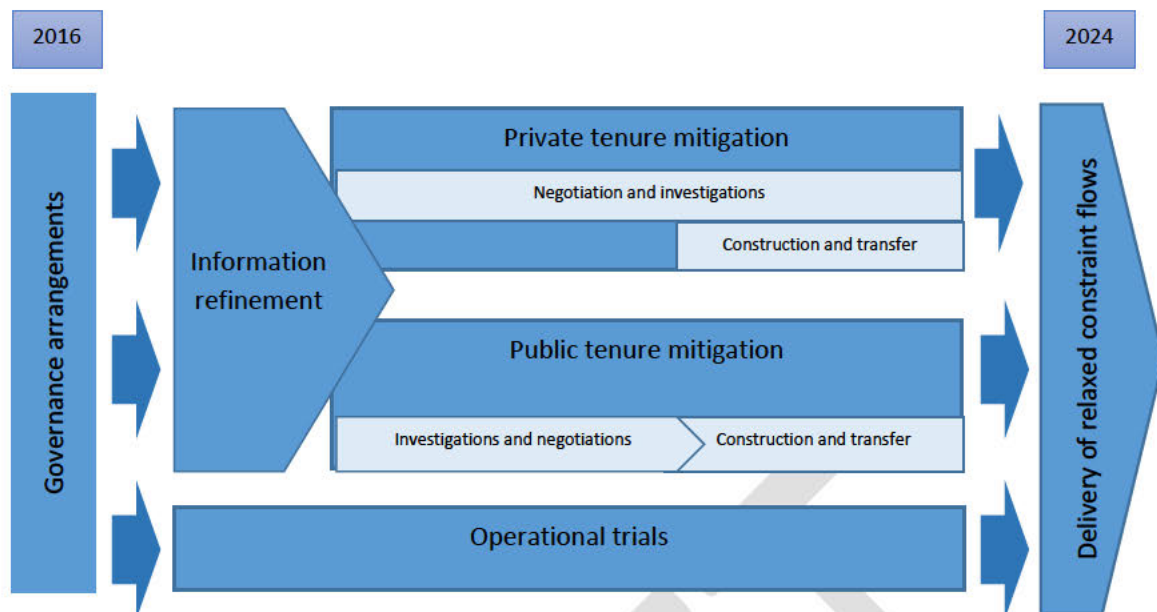 2016
2024
Governance arrangements
Information
refinement
Private tenure mitigation
Negotiation and investigations
Construction and transfer
Public tenure mitigation
Investigations and negotiations
Construction and transfer
Operational trials
Delivery of relaxed constraint flows